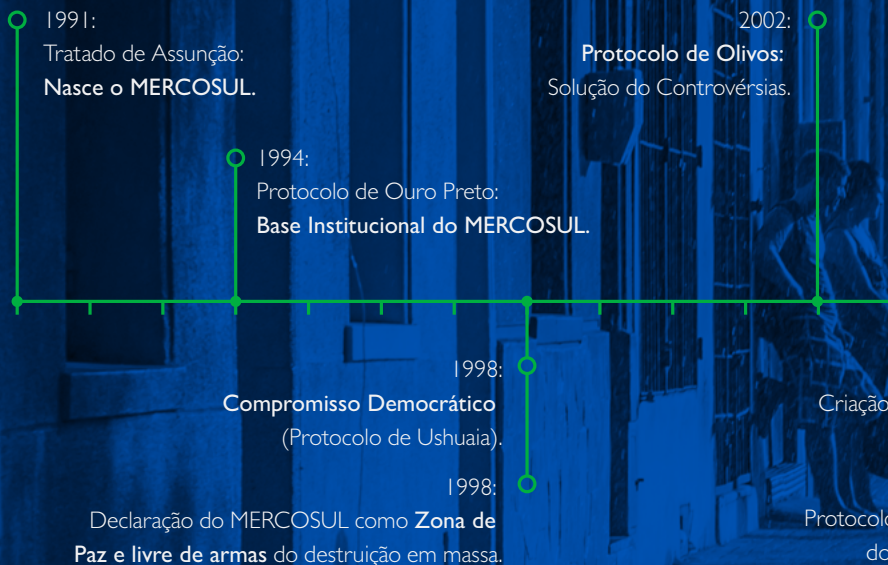 1991:
Tratado de Assunção:
Nasce o MERCOSUL.
1994:
Protocolo de Ouro Preto:
Base Institucional do MERCOSUL.
2002:
Protocolo de Olivos:
Solução do Controvérsias.
1998:
Compromisso Democrático
(Protocolo de Ushuaia).
1998:
Declaração do MERCOSUL como Zona de
Paz e livre de armas do destruição em massa.
Criação
Protocolo
do